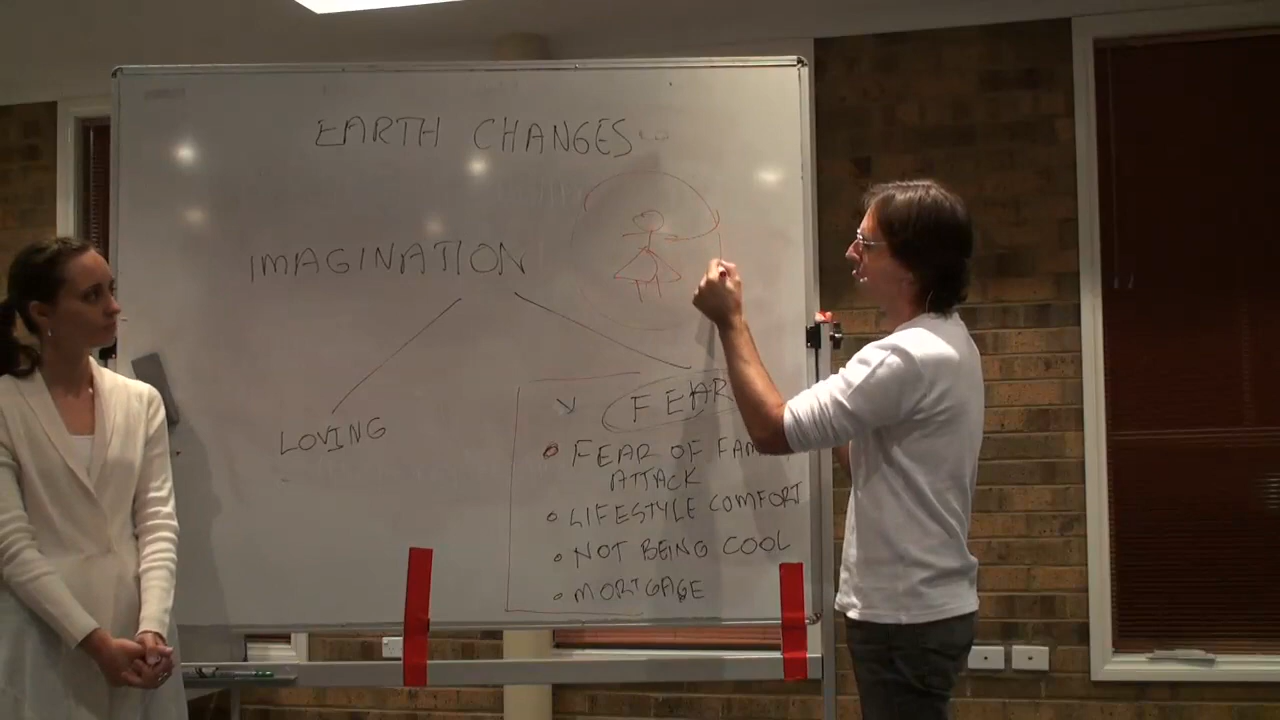 EARTH CHANGES
IMAGINATION
LOVING
FEAR
FEAR OF
ATTACK
LIFESTYLE COMFORT
NOT BEING COOL
MORTGAGE